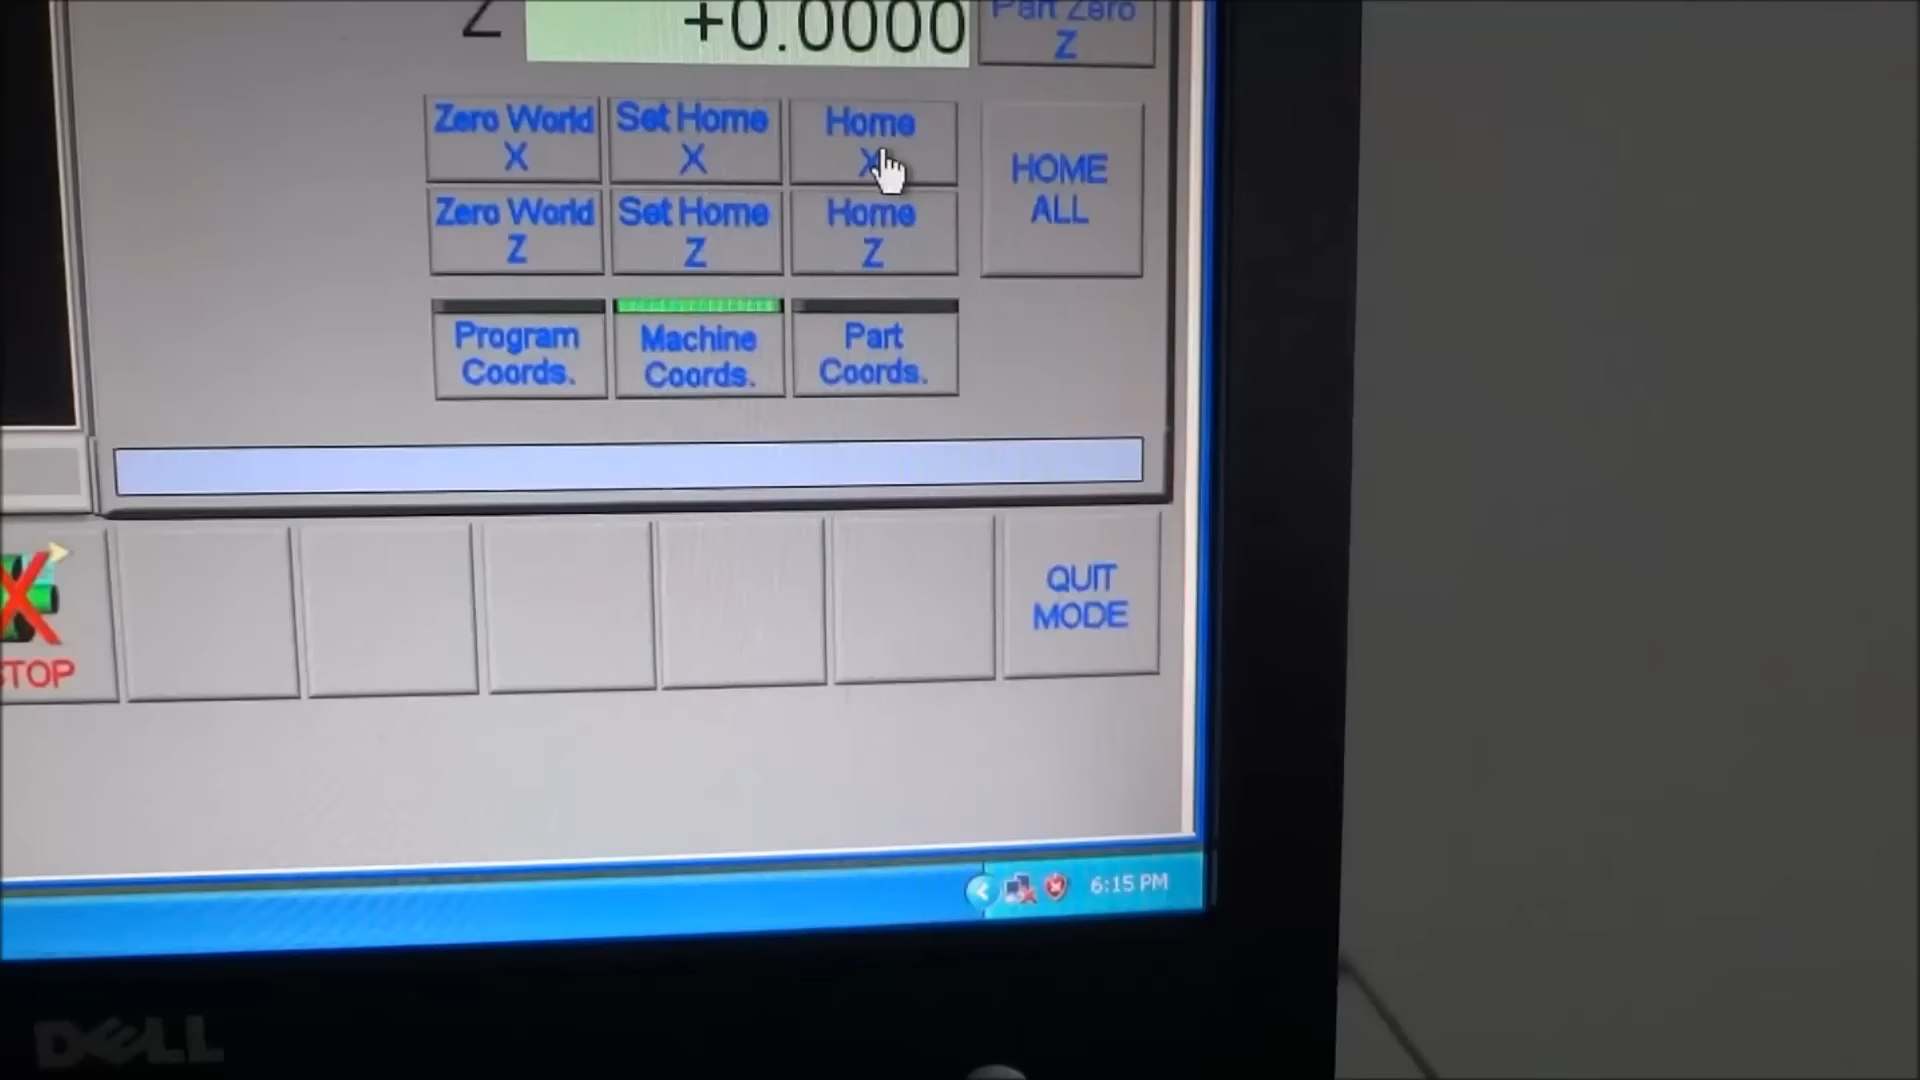 Z +0.0000 Part Zero
Z
Zero World
X
Set Home
X
Home
X
HOME
ALL
Zero World
Z
Set Home
Z
Home
Z
Program
Coords.
Machine
Coords.
Part
Coords.
STOP
QUIT
MODE
6:15 PM
DELL